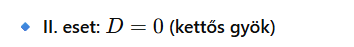 • II. eset: D = 0 (kettős gyök)